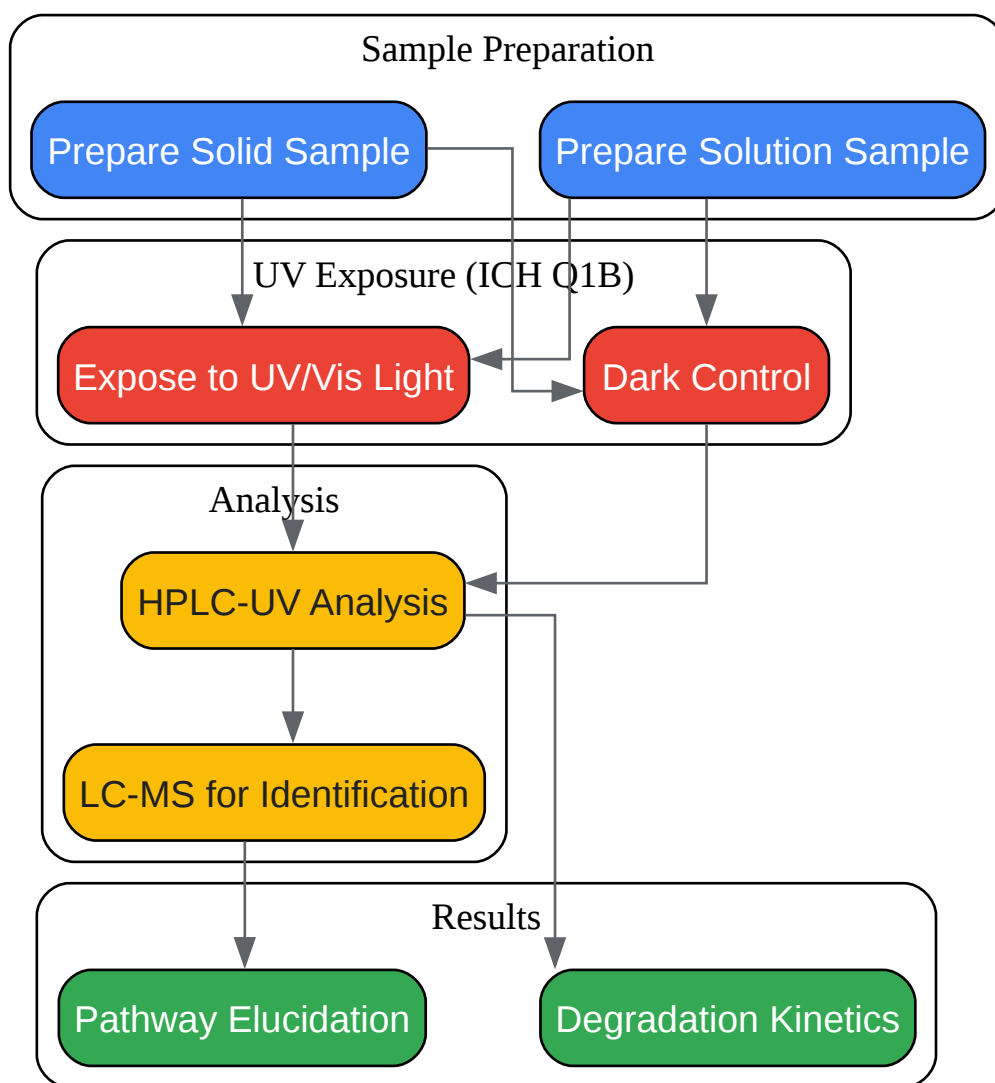 Sample Preparation
Prepare Solid Sample
Prepare Solution Sample
UV Exposure (ICH Q1B)
Expose to UV/Vis Light
Dark Control
Analysis
HPLC-UV Analysis
LC-MS for Identification
Results
Pathway Elucidation
Degradation Kinetics